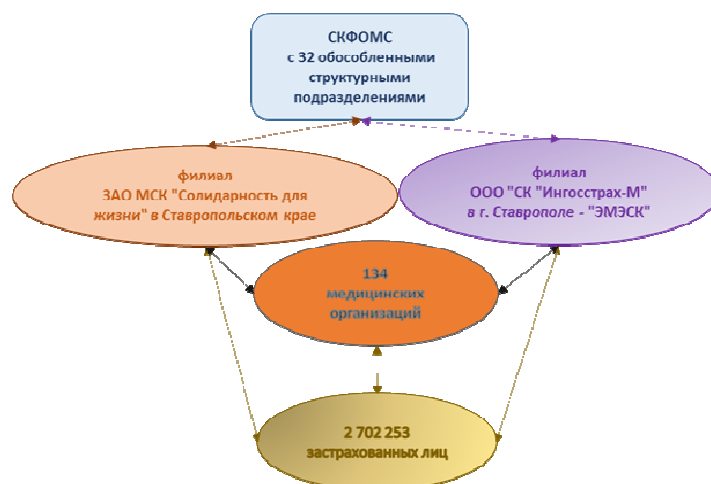 СКФОМС
с 32 обособленными
структурными
подразделениями
филиал
ЗАО МСК "Солидарность для
жизни" в Ставропольском крае
филиал
ООО "СК "Ингосстрах-М"
в г. Ставрополе - "ЭМЭСК"
134
медицинских
организаций
2 702 253
застрахованных лиц